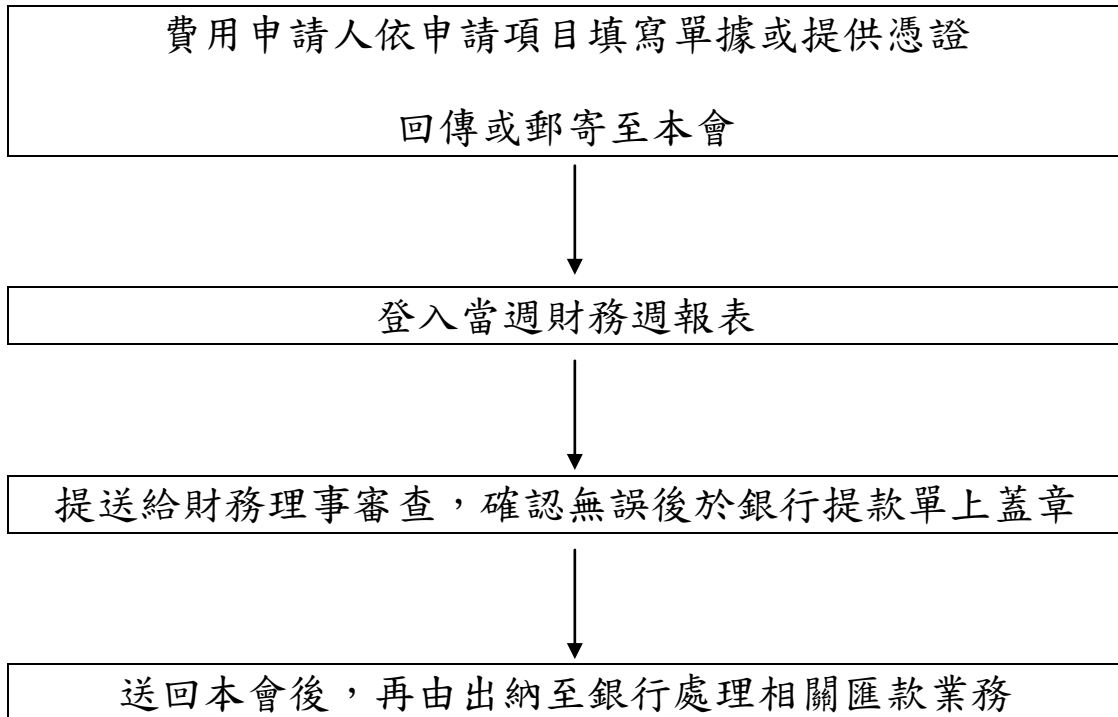 費用申請人依申請項目填寫單據或提供憑證
回傳或郵寄至本會
登入當週財務週報表
提送給財務理事審查，確認無誤後於銀行提款單上蓋章
送回本會後，再由出納至銀行處理相關匯款業務